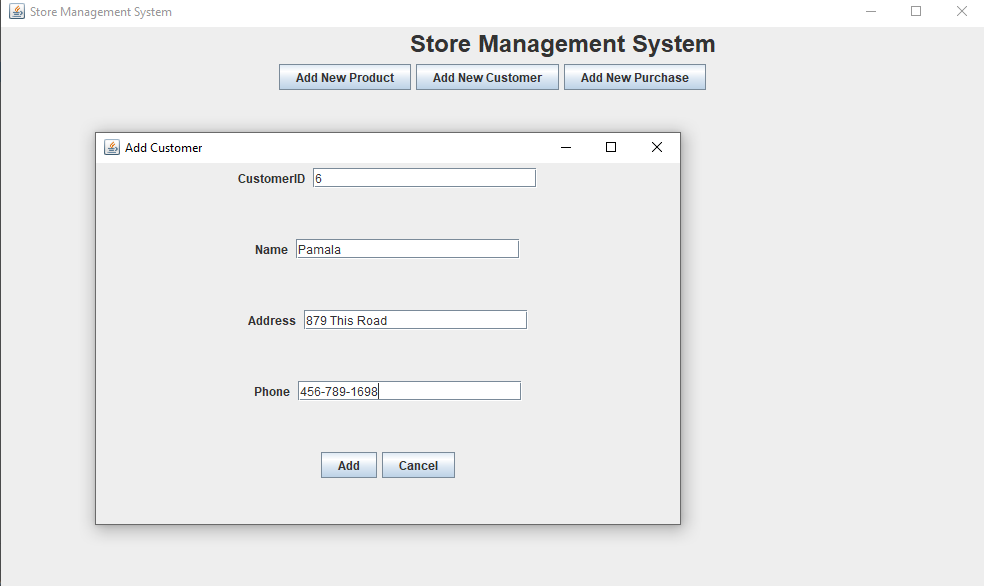 Store Management System
Store Management System
Add New Product Add New Customer Add New Purchase
Add Customer
CustomerID 6
Name Pamala
Address 879 This Road
Phone 456-789-1698
Add Cancel